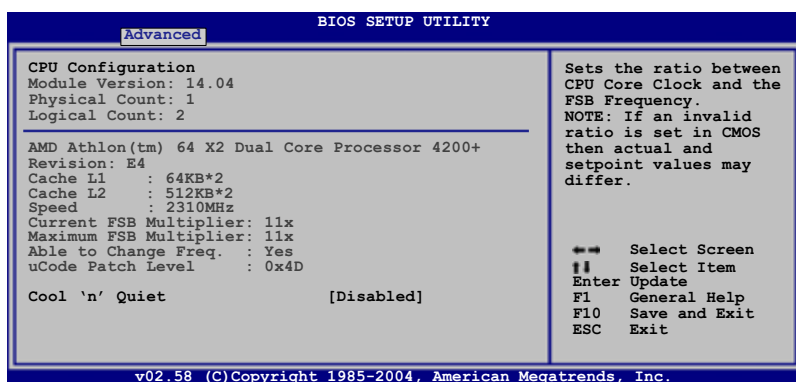 BIOS SETUP UTILITY
Advanced
CPU Configuration
Module Version: 14.04
Physical Count: 1
Logical Count: 2
AMD Athlon(tm) 64 X2 Dual Core Processor 4200+
Revision: E4
Cache L1 : 64KB*2
Cache L2 : 512KB*2
Speed : 2310MHz
Current FSB Multiplier: 11x
Maximum FSB Multiplier: 11x
Able to Change Freq. : Yes
uCode Patch Level : 0x4D
Cool ‘n’ Quiet [Disabled]
Sets the ratio between
CPU Core Clock and the
FSB Frequency.
NOTE: If an invalid
ratio is set in CMOS
then actual and
setpoint values may
differ.
Select Screen
Select Item
Enter Update
F1 General Help
F10 Save and Exit
ESC Exit
v02.58 (C)Copyright 1985-2004, American Megatrends, Inc.